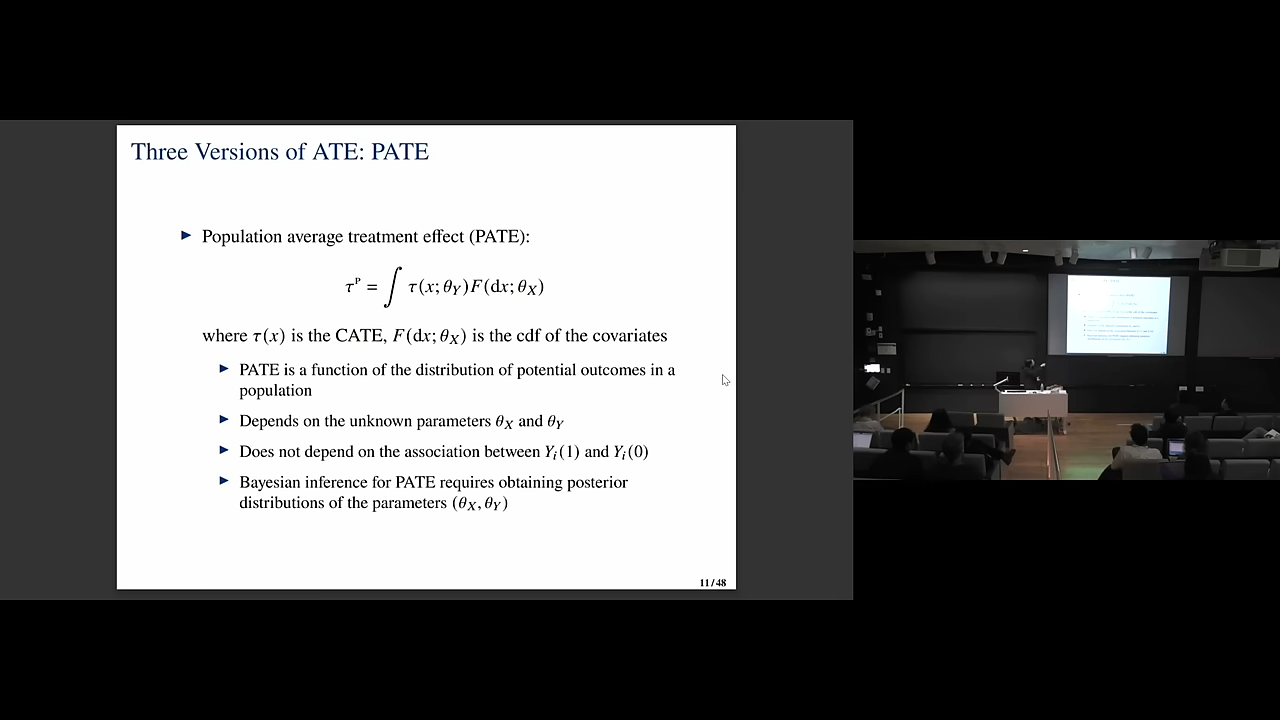 Three Versions of ATE: PATE
► Population average treatment effect (PATE):
τᴾ = ∫ τ(x; θ_Y)F(dx; θ_X)
where τ(x) is the CATE, F(dx; θ_X) is the cdf of the covariates
► PATE is a function of the distribution of potential outcomes in a
population
► Depends on the unknown parameters θ_X and θ_Y
► Does not depend on the association between Y_i(1) and Y_i(0)
► Bayesian inference for PATE requires obtaining posterior
distributions of the parameters (θ_X, θ_Y)
11 / 48